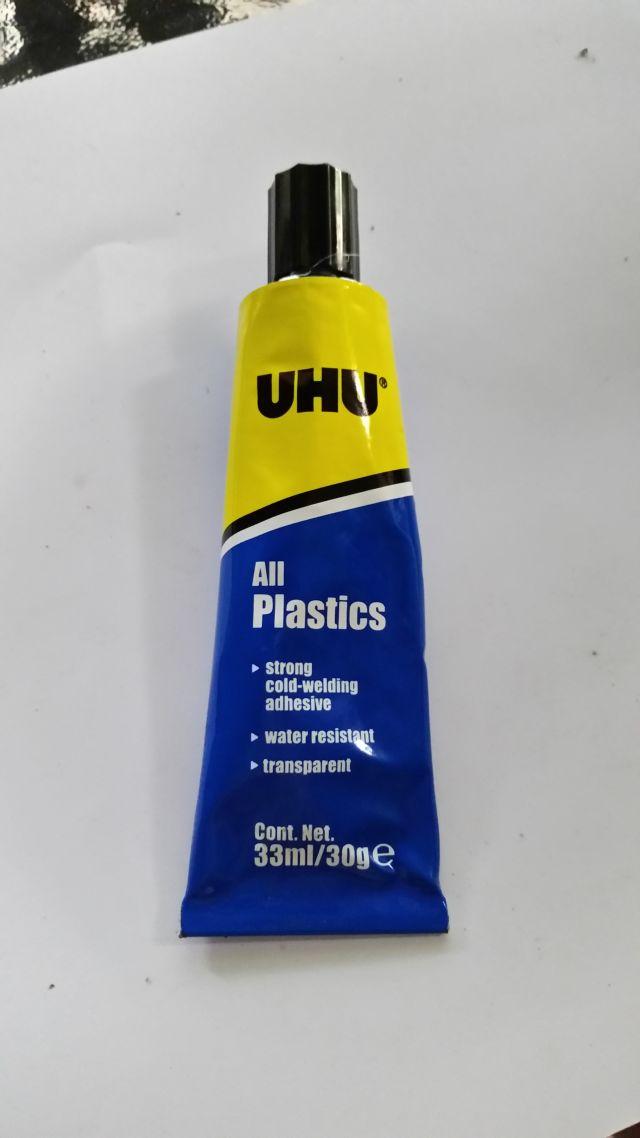 UHU®
All
Plastics
▸ strong
cold-welding
adhesive
▸ water resistant
▸ transparent
Cont. Net.
33ml/30g℮